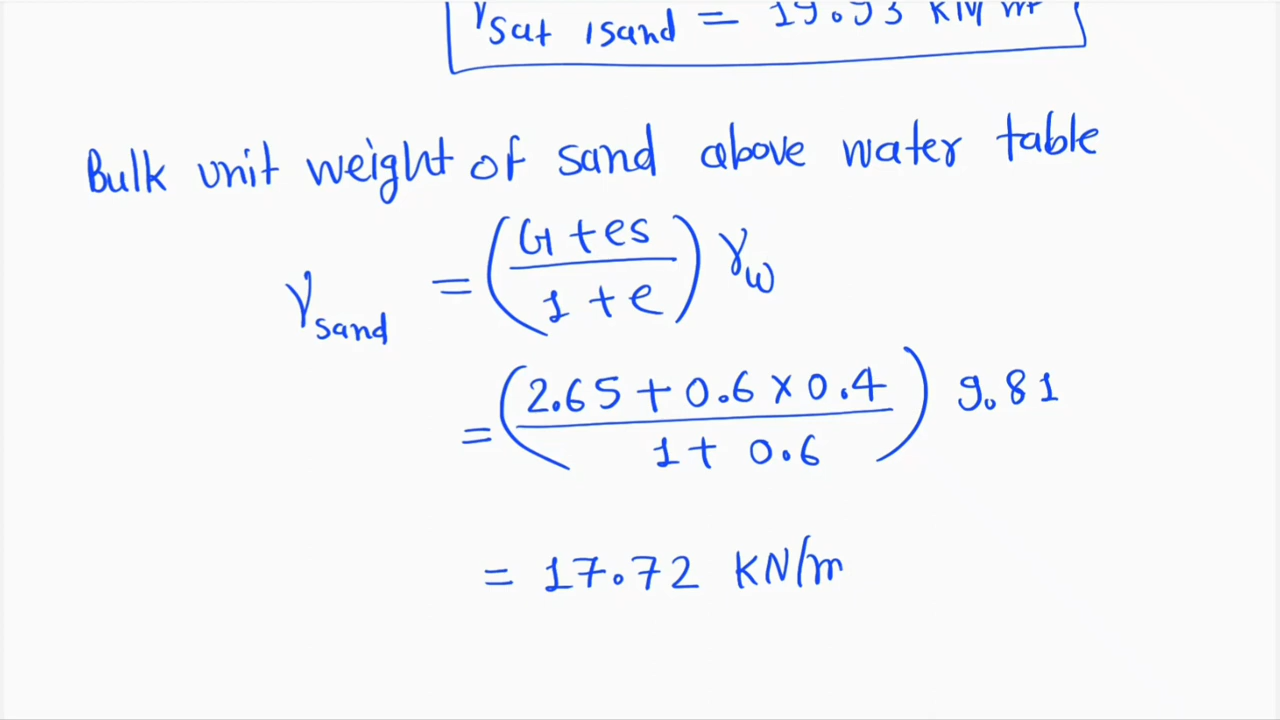 γsat, sand = 19.93 KN/m
Bulk unit weight of sand above water table
γsand = (G + es / 1 + e) γw
= (2.65 + 0.6 × 0.4 / 1 + 0.6) 9.81
= 17.72 KN/m